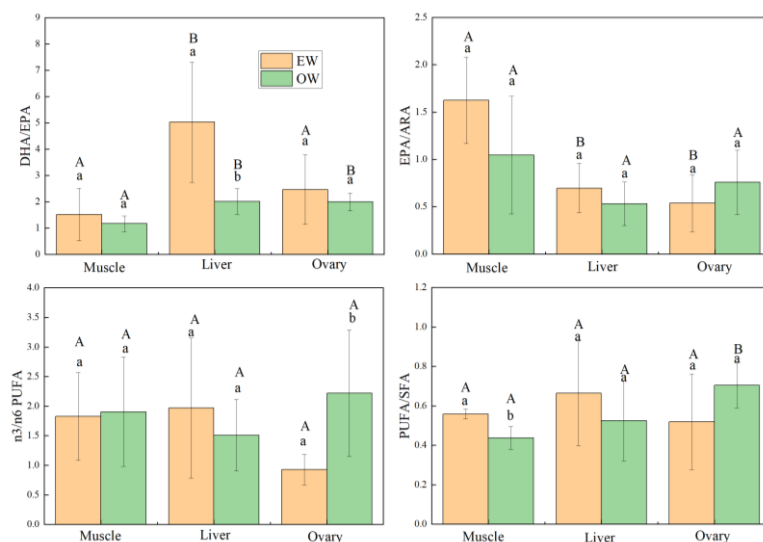 9
8
7
6
5
4
3
2
1
0
DHA/EPA
A
a
A
a
B
a
B
b
A
a
B
a
EW
OW
Muscle
Liver
Ovary
2.5
2.0
1.5
1.0
0.5
0.0
EPA/ARA
A
a
A
a
B
a
A
a
B
a
A
a
Muscle
Liver
Ovary
4.0
3.5
3.0
2.5
2.0
1.5
1.0
0.5
0.0
n3/n6 PUFA
A
a
A
a
A
a
A
a
A
a
A
b
Muscle
Liver
Ovary
1.2
1.0
0.8
0.6
0.4
0.2
0.0
PUFA/SFA
A
a
A
b
A
a
A
a
A
a
B
a
Muscle
Liver
Ovary